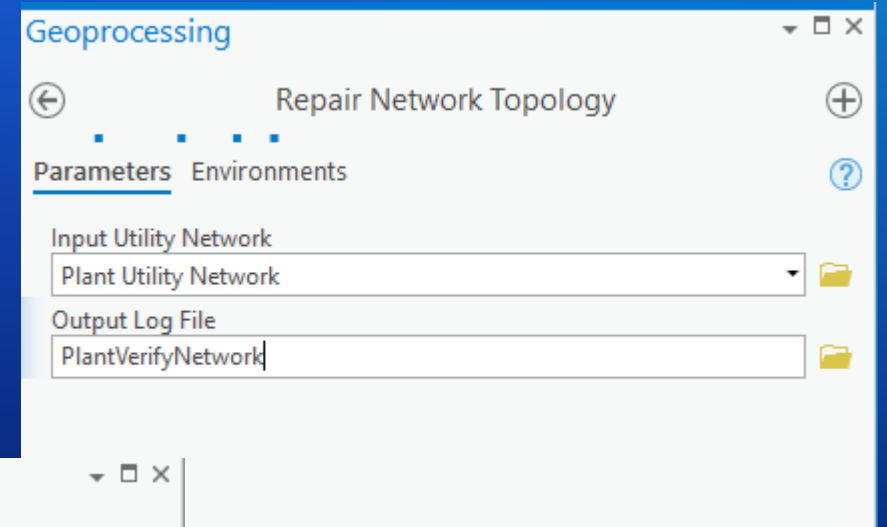 Geoprocessing
Repair Network Topology
Parameters Environments
Input Utility Network
Plant Utility Network
Output Log File
PlantVerifyNetwork